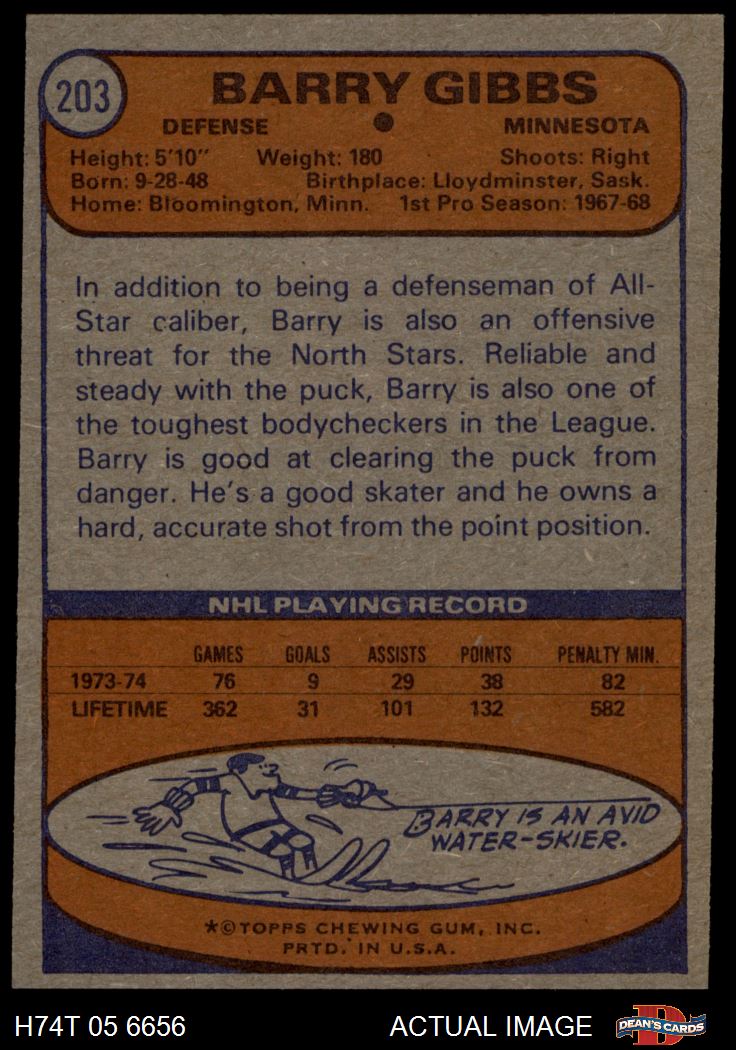 203
BARRY GIBBS
DEFENSE ● MINNESOTA
Height: 5'10" Weight: 180 Shoots: Right
Born: 9-28-48 Birthplace: Lloydminster, Sask.
Home: Bloomington, Minn. 1st Pro Season: 1967-68
In addition to being a defenseman of All-
Star caliber, Barry is also an offensive
threat for the North Stars. Reliable and
steady with the puck, Barry is also one of
the toughest bodycheckers in the League.
Barry is good at clearing the puck from
danger. He's a good skater and he owns a
hard, accurate shot from the point position.
NHL PLAYING RECORD
GAMES GOALS ASSISTS POINTS PENALTY MIN.
1973-74 76 9 29 38 82
LIFETIME 362 31 101 132 582
BARRY IS AN AVID
WATER-SKIER.
*©TOPPS CHEWING GUM, INC.
PRTD. IN U.S.A.
H74T 05 6656 ACTUAL IMAGE
D
DEAN'S CARDS